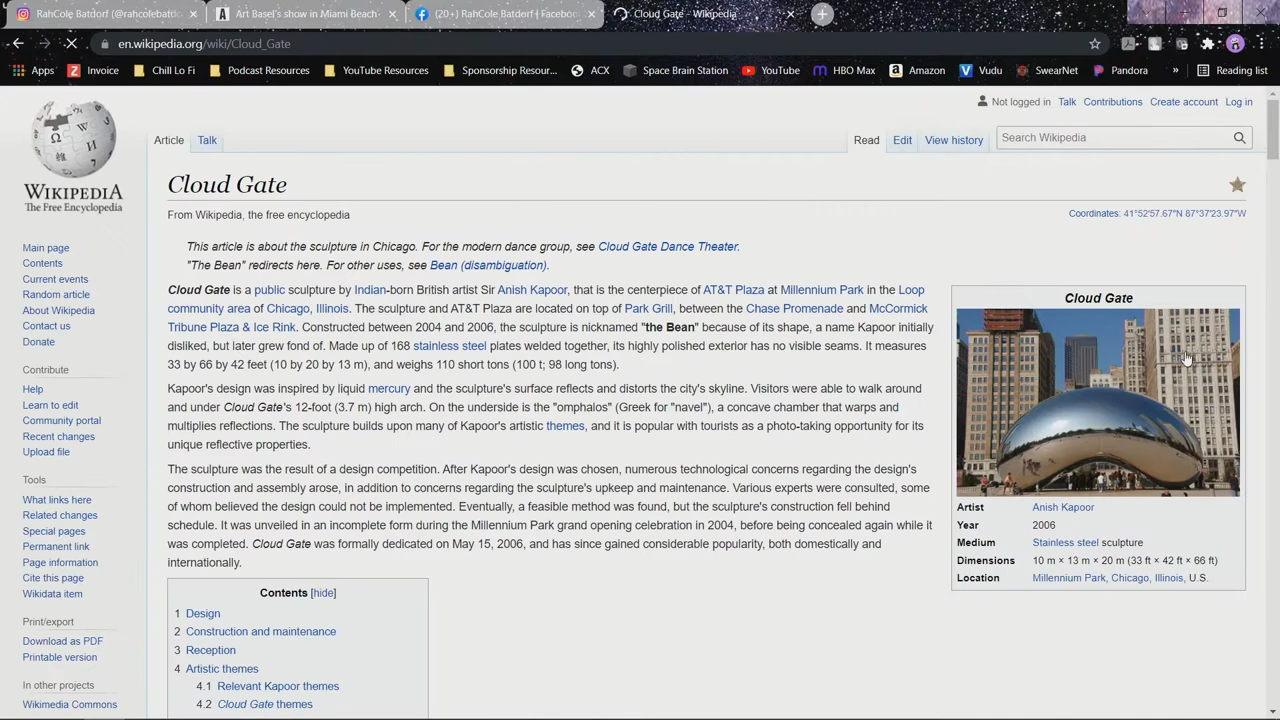 RahCole Batdorf (@rahcolebatdo
Art Basel's show in Miami Beach
(20+) RahCole Batdorf | Facebook
Cloud Gate - Wikipedia
en.wikipedia.org/wiki/Cloud_Gate
Apps
Invoice
Chill Lo Fi
Podcast Resources
YouTube Resources
Sponsorship Resour...
ACX
Space Brain Station
YouTube
HBO Max
Amazon
Vudu
SwearNet
Pandora
»
Reading list
Not logged in Talk Contributions Create account Log in
Article Talk
Read Edit View history
Search Wikipedia
WIKIPEDIA
The Free Encyclopedia
Main page
Contents
Current events
Random article
About Wikipedia
Contact us
Donate
Contribute
Help
Learn to edit
Community portal
Recent changes
Upload file
Tools
What links here
Related changes
Special pages
Permanent link
Page information
Cite this page
Wikidata item
Print/export
Download as PDF
Printable version
In other projects
Wikimedia Commons
Cloud Gate
From Wikipedia, the free encyclopedia
Coordinates: 41°52′57.67″N 87°37′23.97″W
This article is about the sculpture in Chicago. For the modern dance group, see Cloud Gate Dance Theater.
"The Bean" redirects here. For other uses, see Bean (disambiguation).
Cloud Gate is a public sculpture by Indian-born British artist Sir Anish Kapoor, that is the centerpiece of AT&T Plaza at Millennium Park in the Loop
community area of Chicago, Illinois. The sculpture and AT&T Plaza are located on top of Park Grill, between the Chase Promenade and McCormick
Tribune Plaza & Ice Rink. Constructed between 2004 and 2006, the sculpture is nicknamed "the Bean" because of its shape, a name Kapoor initially
disliked, but later grew fond of. Made up of 168 stainless steel plates welded together, its highly polished exterior has no visible seams. It measures
33 by 66 by 42 feet (10 by 20 by 13 m), and weighs 110 short tons (100 t; 98 long tons).
Kapoor's design was inspired by liquid mercury and the sculpture's surface reflects and distorts the city's skyline. Visitors were able to walk around
and under Cloud Gate's 12-foot (3.7 m) high arch. On the underside is the "omphalos" (Greek for "navel"), a concave chamber that warps and
multiplies reflections. The sculpture builds upon many of Kapoor's artistic themes, and it is popular with tourists as a photo-taking opportunity for its
unique reflective properties.
The sculpture was the result of a design competition. After Kapoor's design was chosen, numerous technological concerns regarding the design's
construction and assembly arose, in addition to concerns regarding the sculpture's upkeep and maintenance. Various experts were consulted, some
of whom believed the design could not be implemented. Eventually, a feasible method was found, but the sculpture's construction fell behind
schedule. It was unveiled in an incomplete form during the Millennium Park grand opening celebration in 2004, before being concealed again while it
was completed. Cloud Gate was formally dedicated on May 15, 2006, and has since gained considerable popularity, both domestically and
internationally.
Contents [hide]
1 Design
2 Construction and maintenance
3 Reception
4 Artistic themes
4.1 Relevant Kapoor themes
4.2 Cloud Gate themes
Cloud Gate
Artist Anish Kapoor
Year 2006
Medium Stainless steel sculpture
Dimensions 10 m × 13 m × 20 m (33 ft × 42 ft × 66 ft)
Location Millennium Park, Chicago, Illinois, U.S.